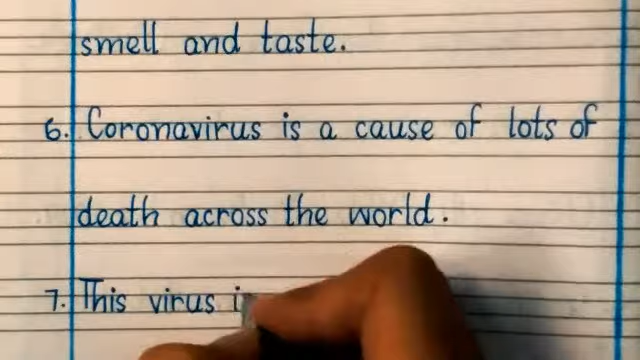 smell and taste.
6. Coronavirus is a cause of lots of
death across the world.
7. This virus